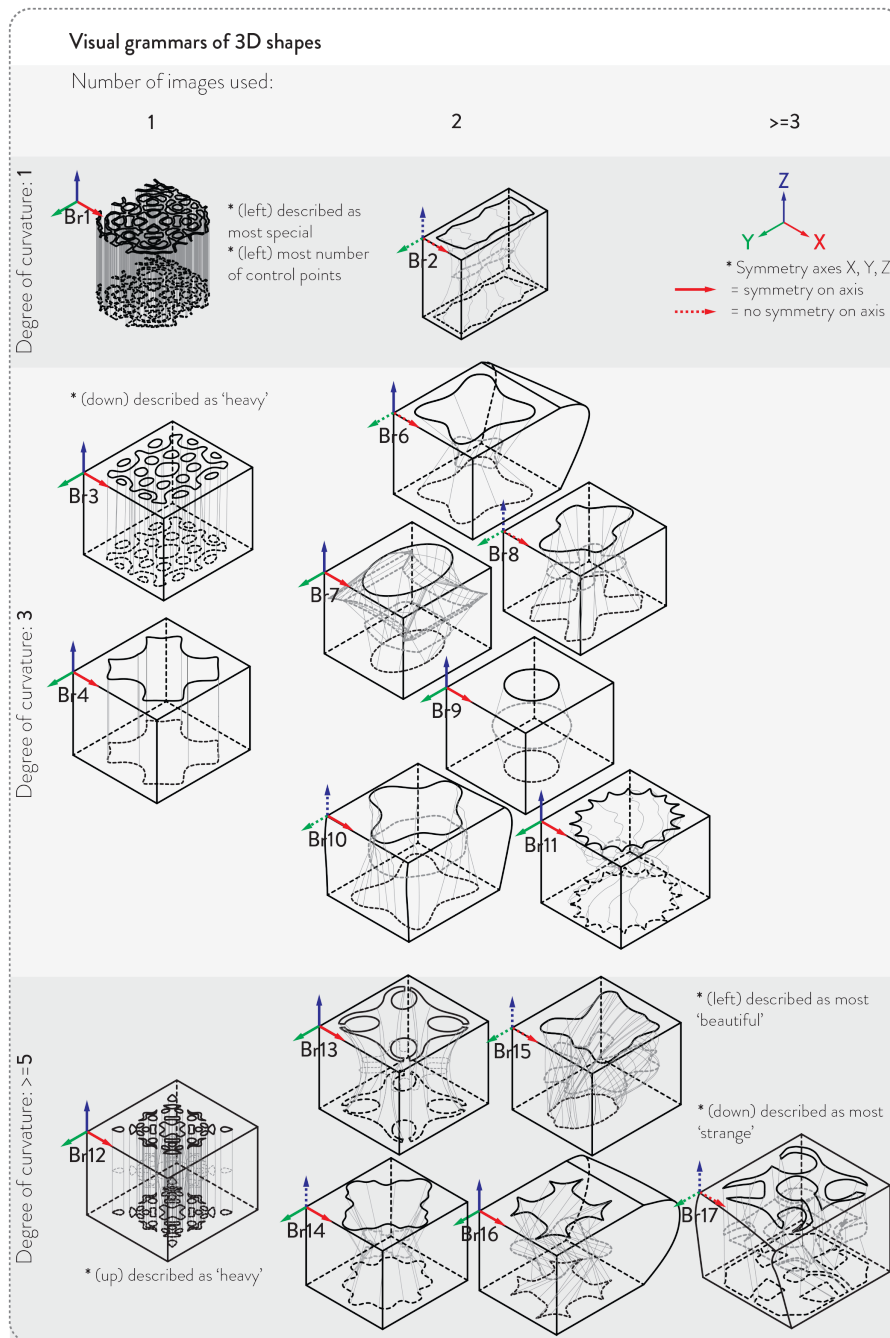 Visual grammars of 3D shapes
Number of images used:
1
2
>=3
Degree of curvature: 1
Br1
* (left) described as
most special
* (left) most number
of control points
Br2
Z
Y
X
* Symmetry axes X, Y, Z
= symmetry on axis
= no symmetry on axis
Degree of curvature: 3
* (down) described as 'heavy'
Br3
Br4
Br6
Br8
Br7
Br9
Br10
Br11
Degree of curvature: >=5
Br12
* (up) described as 'heavy'
Br13
Br15
* (left) described as most
'beautiful'
* (down) described as most
'strange'
Br14
Br16
Br17